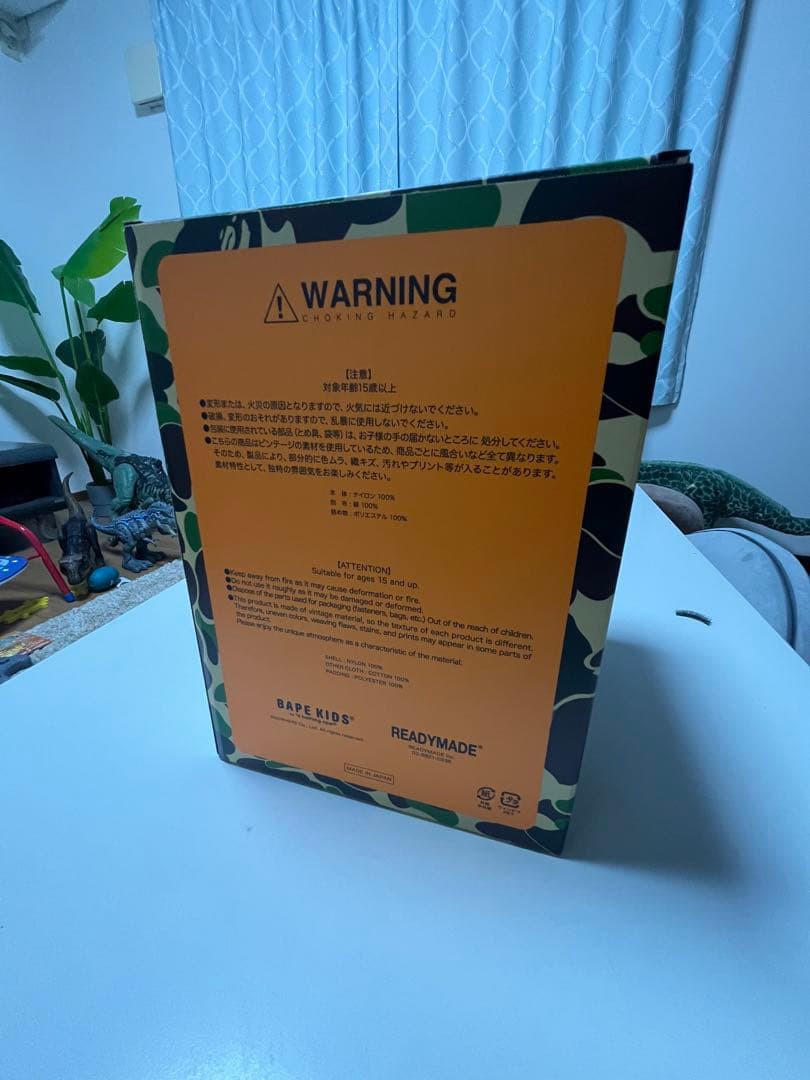 WARNING
CHOKING HAZARD
【注意】
対象年齢15歳以上
●変形または、火災の原因となりますので、火気には近づけないでください。
●破損、変形のおそれがありますので、乱暴に使用しないでください。
●包装に使用されている部品(とめ具、袋等)は、お子様の手の届かないところに 処分してください。
●こちらの商品はビンテージの素材を使用しているため、商品ごとに風合いなど全て異なります。
そのため、製品により、部分的に色ムラ、織キズ、汚れやプリント等が入ることがあります。
素材特性として、独特の雰囲気をお楽しみください。
本 体 : ナイロン 100%
別 布 : 綿 100%
詰め物 : ポリエステル 100%
【ATTENTION】
Suitable for ages 15 and up.
●Keep away from fire as it may cause deformation or fire.
●Do not use it roughly as it may be damaged or deformed.
●Dispose of the parts used for packaging (fasteners, bags, etc.) Out of the reach of children.
●This product is made of vintage material, so the texture of each product is different.
Therefore, uneven colors, weaving flaws, stains, and prints may appear in some parts of
the product.
Please enjoy the unique atmosphere as a characteristic of the material.
SHELL : NYLON 100%
OTHER CLOTH : COTTON 100%
PADDING : POLYESTER 100%
BAPE KIDS®
by *a bathing ape®
Co., Ltd. All rights reserved.
READYMADE®
READYMADE Inc.
MADE IN JAPAN
紙
プラ
PET